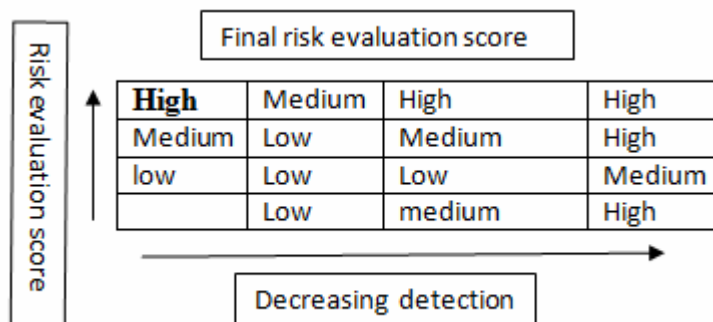 Final risk evaluation score
Risk evaluation score
High Medium High High
Medium Low Medium High
low Low Low Medium
Low medium High
Decreasing detection